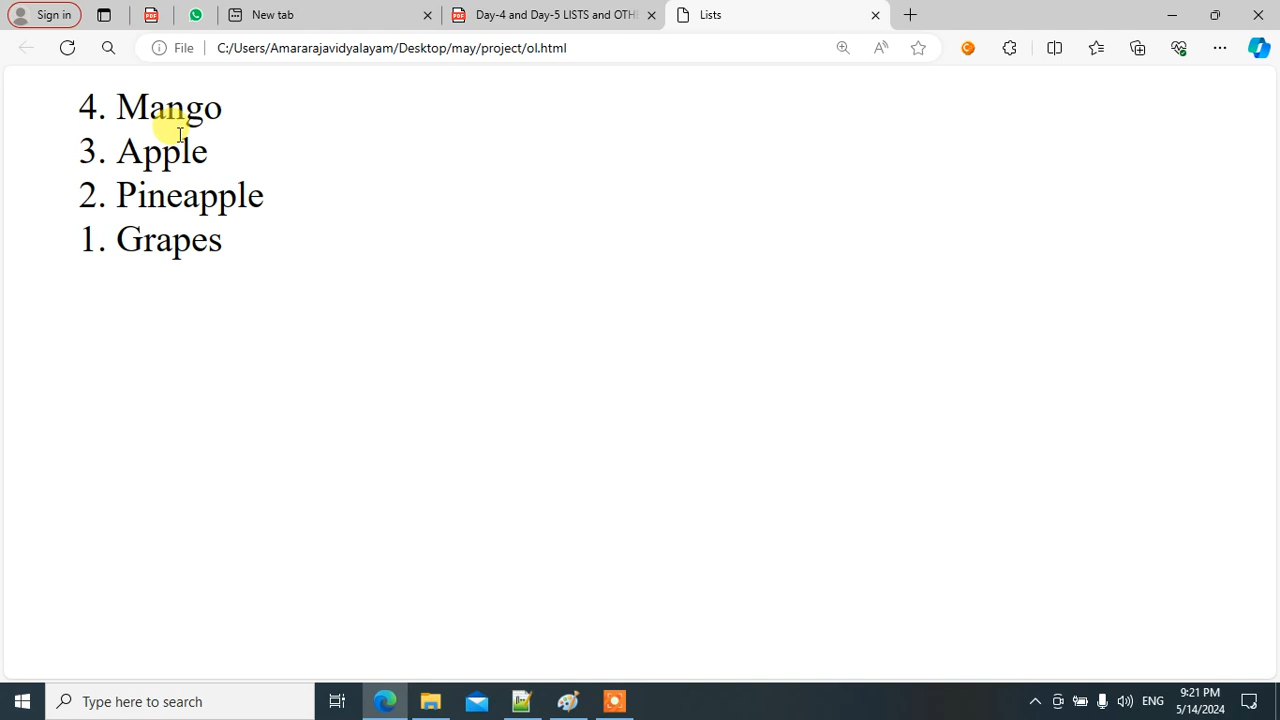 Sign in
New tab
Day-4 and Day-5 LISTS and OTHE
Lists
File
C:/Users/Amararajavidyalayam/Desktop/may/project/ol.html
4. Mango
3. Apple
2. Pineapple
1. Grapes
Type here to search
ENG
9:21 PM
5/14/2024